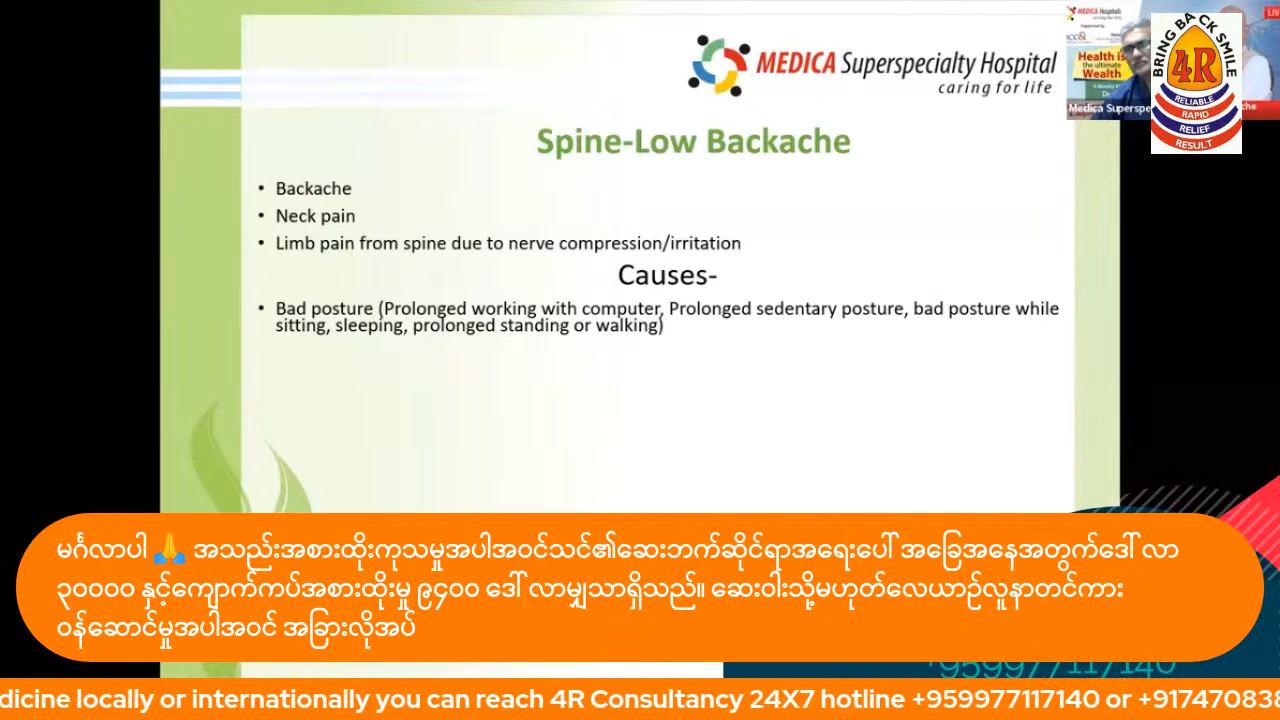 MEDICA Superspecialty Hospital
caring for life
Spine-Low Backache
• Backache
• Neck pain
• Limb pain from spine due to nerve compression/irritation
Causes-
• Bad posture (Prolonged working with computer, Prolonged sedentary posture, bad posture while
sitting, sleeping, prolonged standing or walking)
MEDICA Hospitals
Health is
the ultimate
Wealth
Medica Superspe
LIV
BRING BACK SMILE
4R
RELIABLE
RAPID
RELIEF
RESULT
မင်္ဂလာပါ 🙏 အသည်းအစားထိုးကုသမှုအပါအဝင်သင်၏ဆေးဘက်ဆိုင်ရာအရေးပေါ် အခြေအနေအတွက်ဒေါ် လာ
၃၀၀၀၀ နှင့်ကျောက်ကပ်အစားထိုးမှု ၉၄၀၀ ဒေါ် လာမျှသာရှိသည်။ ဆေးဝါးသို့မဟုတ်လေယာဉ်လူနာတင်ကား
ဝန်ဆောင်မှုအပါအဝင် အခြားလိုအပ်
+959977117140
dicine locally or internationally you can reach 4R Consultancy 24X7 hotline +959977117140 or +91747083